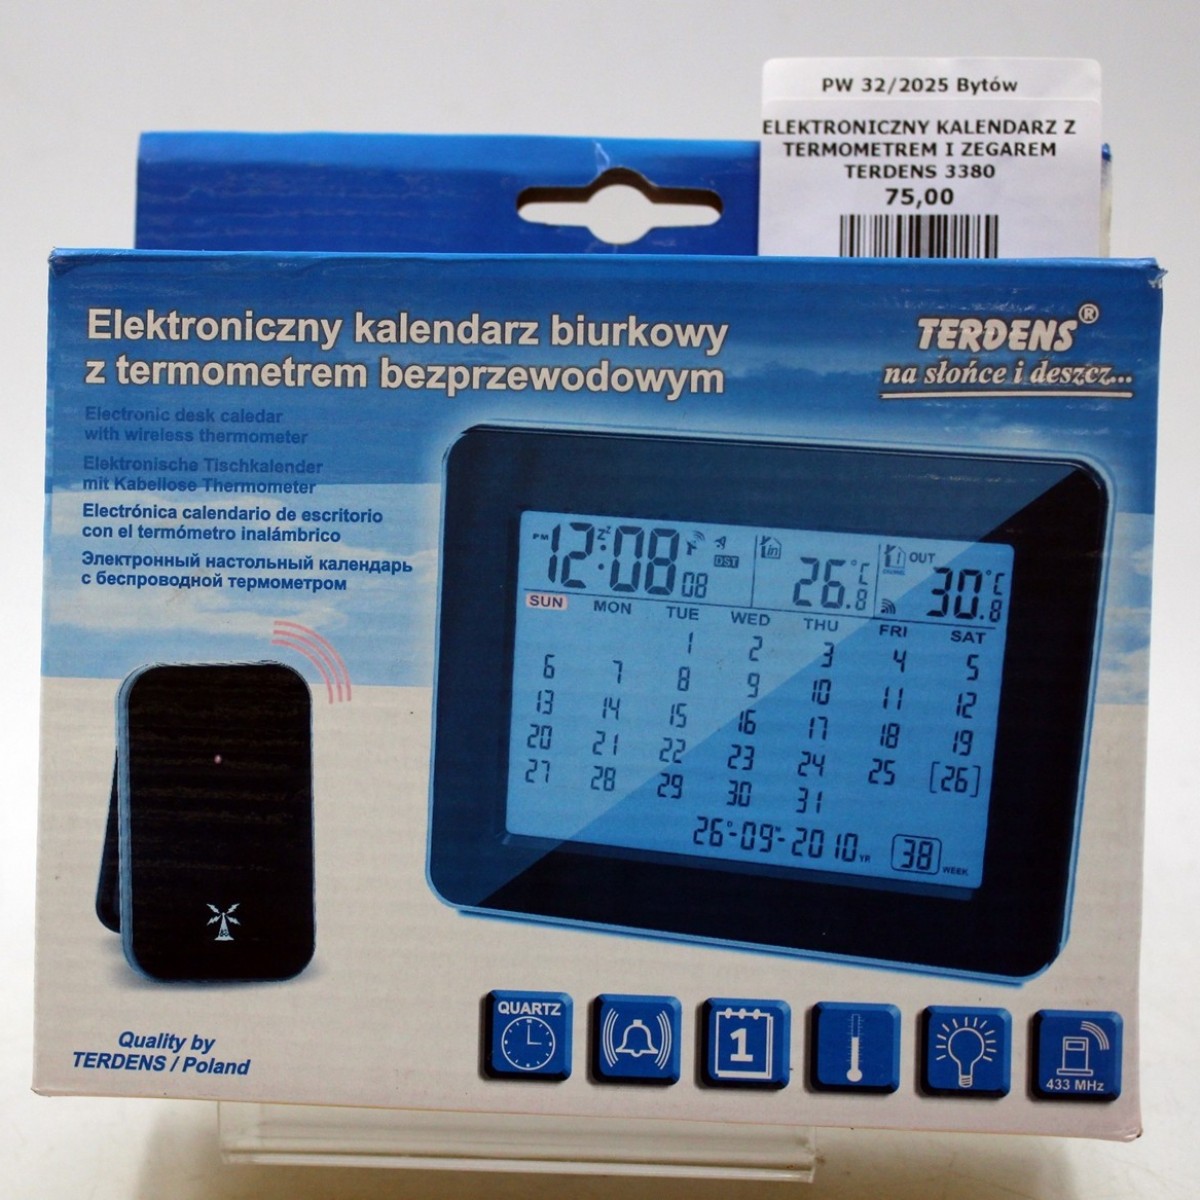 PW 32/2025 Bytów
ELEKTRONICZNY KALENDARZ Z
TERMOMETREM I ZEGAREM
TERDENS 3380
75,00
Elektroniczny kalendarz biurkowy
z termometrem bezprzewodowym
TERDENS®
na słońce i deszcz...
Electronic desk caledar
with wireless thermometer
Elektronische Tischkalender
mit Kabellose Thermometer
Electrónica calendario de escritorio
con el termómetro inalámbrico
Электронный настольный календарь
с беспроводной термометром
PM 12:08 08 Zz DST in 26.8°C OUT 30.8°C
SUN MON TUE WED THU FRI SAT
1 2 3 4 5
6 7 8 9 10 11 12
13 14 15 16 17 18 19
20 21 22 23 24 25 [26]
27 28 29 30 31
26D-09M-2010YR 38 WEEK
Quality by
TERDENS / Poland
QUARTZ
1
433 MHz